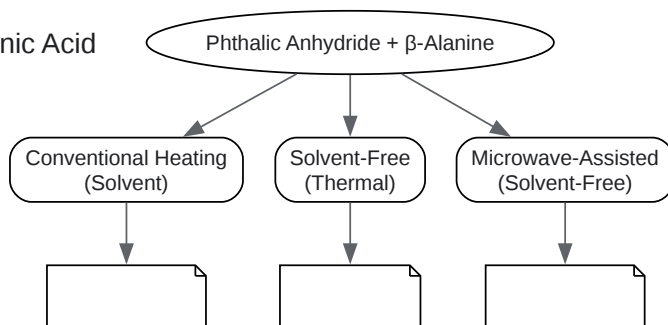 nic Acid
Phthalic Anhydride + β-Alanine
Conventional Heating
(Solvent)
Solvent-Free
(Thermal)
Microwave-Assisted
(Solvent-Free)